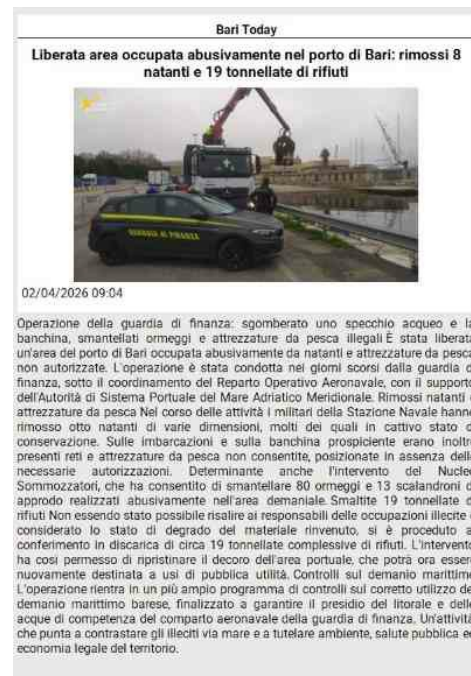 Bari Today
Liberata area occupata abusivamente nel porto di Bari: rimossi 8
natanti e 19 tonnellate di rifiuti
GUARDIA DI FINANZA
02/04/2026 09:04
Operazione della guardia di finanza: sgomberato uno specchio acqueo e la
banchina, smantellati ormeggi e attrezzature da pesca illegali È stata liberata
un'area del porto di Bari occupata abusivamente da natanti e attrezzature da pesca
non autorizzate. L'operazione è stata condotta nei giorni scorsi dalla guardia di
finanza, sotto il coordinamento del Reparto Operativo Aeronavale, con il supporto
dell'Autorità di Sistema Portuale del Mare Adriatico Meridionale. Rimossi natanti e
attrezzature da pesca Nel corso delle attività i militari della Stazione Navale hanno
rimosso otto natanti di varie dimensioni, molti dei quali in cattivo stato di
conservazione. Sulle imbarcazioni e sulla banchina prospiciente erano inoltre
presenti reti e attrezzature da pesca non consentite, posizionate in assenza delle
necessarie autorizzazioni. Determinante anche l'intervento del Nucleo
Sommozzatori, che ha consentito di smantellare 80 ormeggi e 13 scalandroni di
approdo realizzati abusivamente nell'area demaniale. Smaltite 19 tonnellate di
rifiuti Non essendo stato possibile risalire ai responsabili delle occupazioni illecite e
considerato lo stato di degrado del materiale rinvenuto, si è proceduto al
conferimento in discarica di circa 19 tonnellate complessive di rifiuti. L'intervento
ha così permesso di ripristinare il decoro dell'area portuale, che potrà ora essere
nuovamente destinata a usi di pubblica utilità. Controlli sul demanio marittimo
L'operazione rientra in un più ampio programma di controlli sul corretto utilizzo del
demanio marittimo barese, finalizzato a garantire il presidio del litorale e delle
acque di competenza del comparto aeronavale della guardia di finanza. Un'attività
che punta a contrastare gli illeciti via mare e a tutelare ambiente, salute pubblica ed
economia legale del territorio.